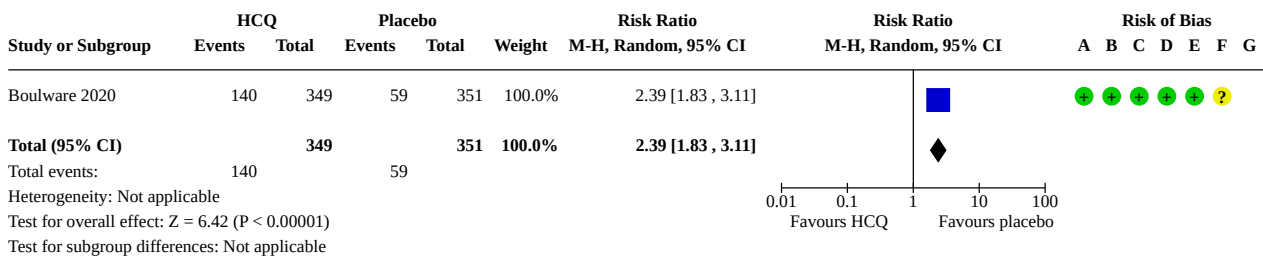 HCQ Placebo Risk Ratio Risk Ratio Risk of Bias
Study or Subgroup Events Total Events Total Weight M-H, Random, 95% CI M-H, Random, 95% CI A B C D E F G
Boulware 2020 140 349 59 351 100.0% 2.39 [1.83 , 3.11] + + + + + ?
Total (95% CI) 349 351 100.0% 2.39 [1.83 , 3.11]
Total events: 140 59
Heterogeneity: Not applicable 0.01 0.1 1 10 100
Test for overall effect: Z = 6.42 (P < 0.00001) Favours HCQ Favours placebo
Test for subgroup differences: Not applicable